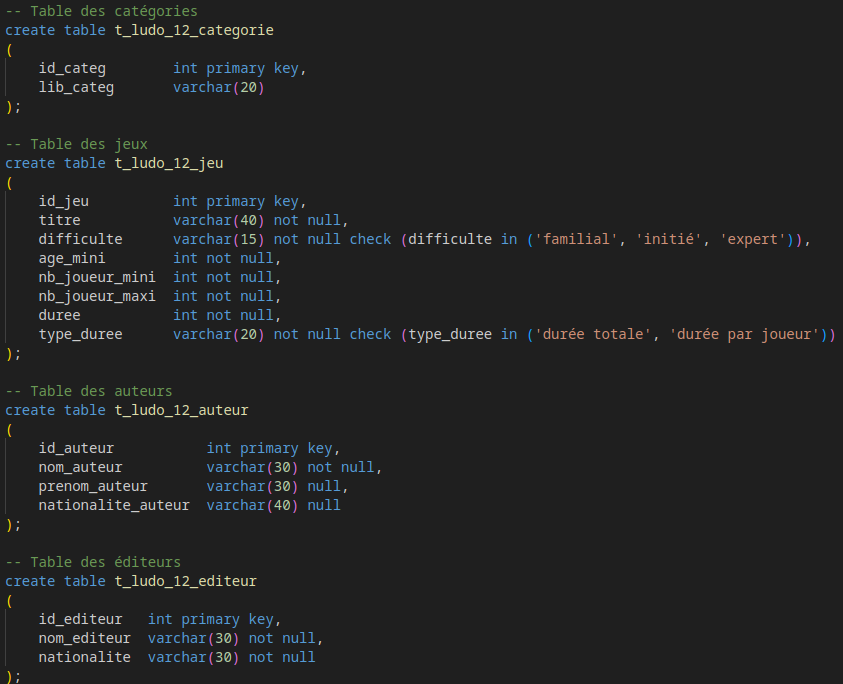 -- Table des catégories
create table t_ludo_12_categorie
(
    id_categ        int primary key,
    lib_categ       varchar(20)
);

-- Table des jeux
create table t_ludo_12_jeu
(
    id_jeu          int primary key,
    titre           varchar(40) not null,
    difficulte      varchar(15) not null check (difficulte in ('familial', 'initié', 'expert')),
    age_mini        int not null,
    nb_joueur_mini  int not null,
    nb_joueur_maxi  int not null,
    duree           int not null,
    type_duree      varchar(20) not null check (type_duree in ('durée totale', 'durée par joueur'))
);

-- Table des auteurs
create table t_ludo_12_auteur
(
    id_auteur           int primary key,
    nom_auteur          varchar(30) not null,
    prenom_auteur       varchar(30) null,
    nationalite_auteur  varchar(40) null
);

-- Table des éditeurs
create table t_ludo_12_editeur
(
    id_editeur   int primary key,
    nom_editeur  varchar(30) not null,
    nationalite  varchar(30) not null
);